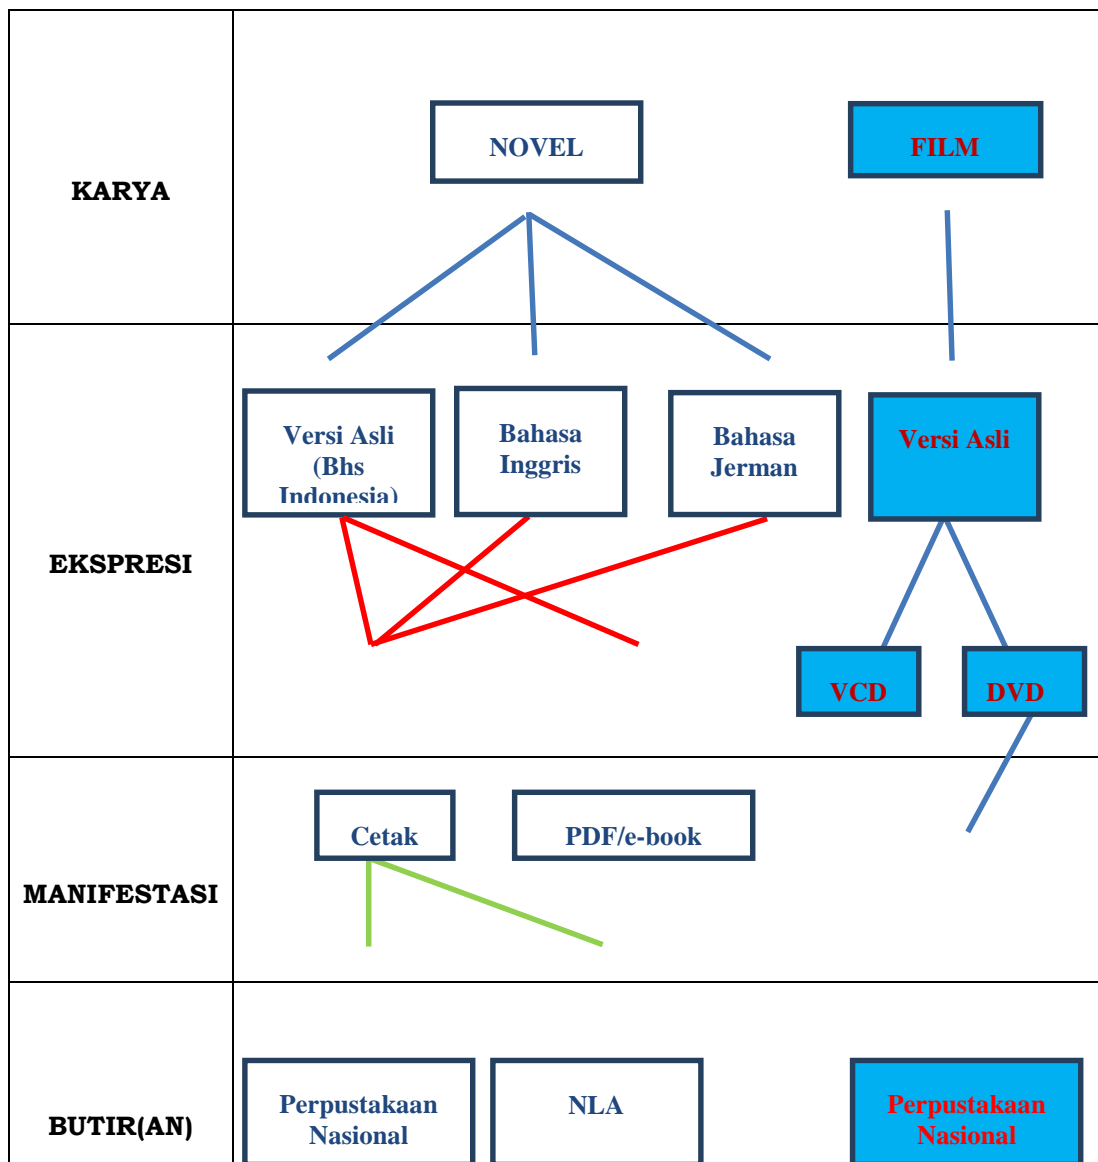 KARYA
NOVEL
FILM
EKSPRESI
Versi Asli
(Bhs
Indonesia)
Bahasa
Inggris
Bahasa
Jerman
Versi Asli
VCD
DVD
MANIFESTASI
Cetak
PDF/e-book
BUTIR(AN)
Perpustakaan
Nasional
NLA
Perpustakaan
Nasional